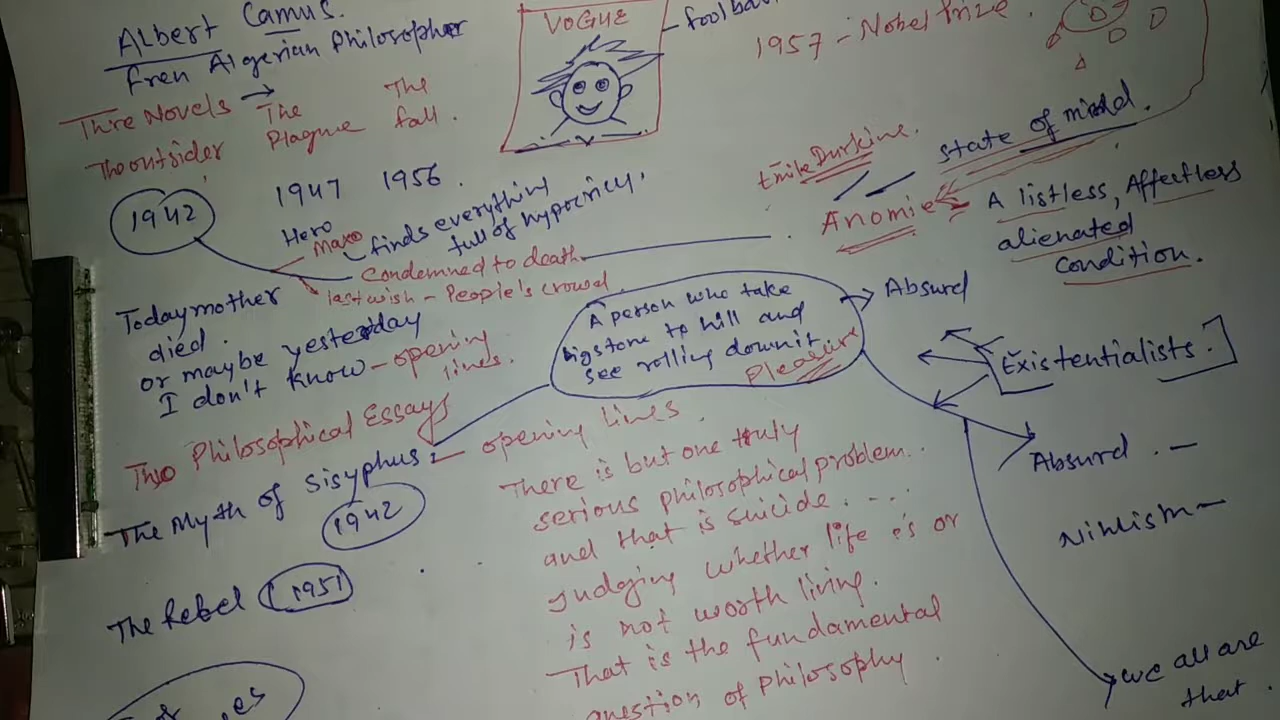 Albert Camus.
fren Algerian Philosopher
VOGUE
1957 - Nobel Prize.
D
D
D
Three Novels → The The
The outsider Plague fall.
1942
1947 1956.
Hero
finds everything
full of hypocricy.
Condemned to death.
last wish - People's crowd
Emile Durkine.
state of mind.
Anomie
A listless, Affectless
alienated
condition.
Today mother
died.
or maybe yesterday
I don't know - opening
lines.
A person who take
big stone to hill and
see rolling down it
Pleasure
Absurd
Existentialists.
Absurd. -
Nihlism -
we all are
that.
Two Philosophical Essays
The Myth of Sisyphus:
1942
The Rebel (1951)
opening lines.
There is but one truly
serious philosophical problem..
and that is suicide. ....
Judging whether life is or
is not worth living.
That is the fundamental
question of Philosophy.